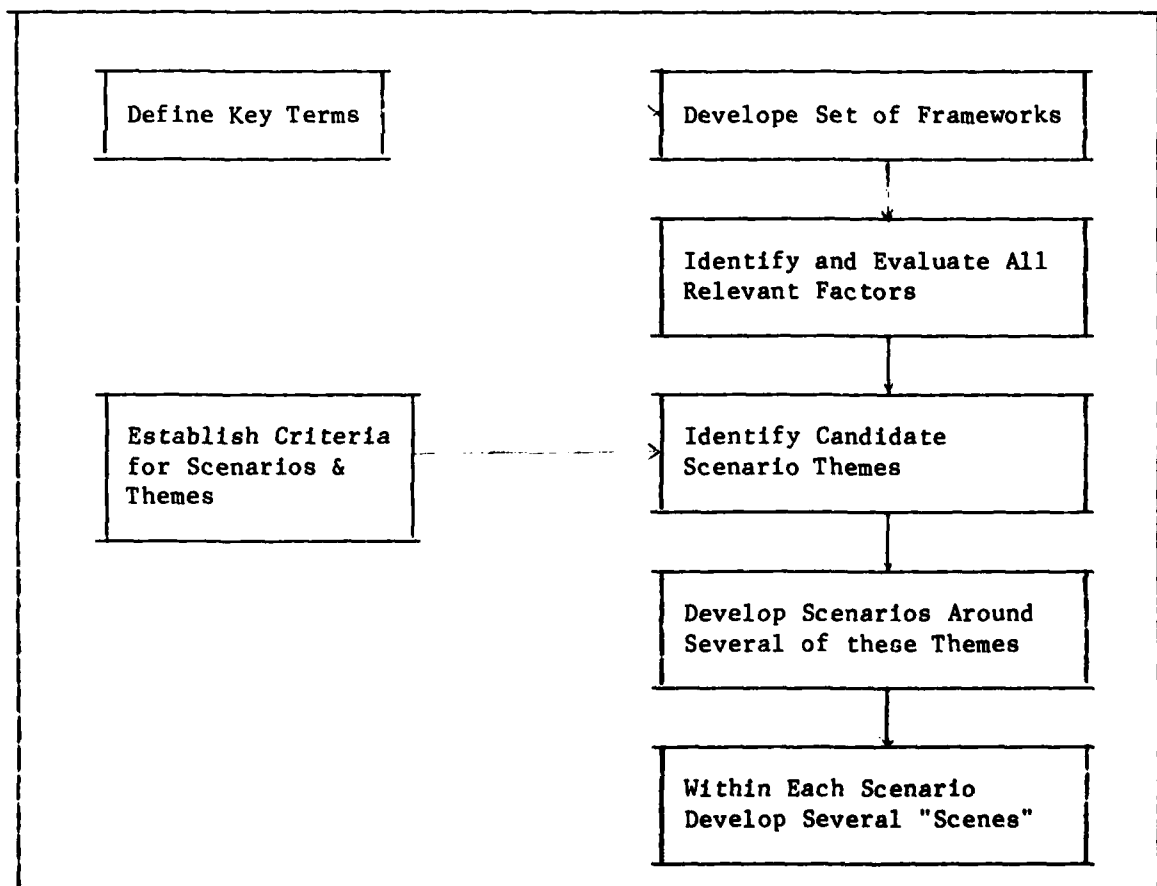 Define Key Terms
Develope Set of Frameworks
Identify and Evaluate All
Relevant Factors
Establish Criteria
for Scenarios &
Themes
Identify Candidate
Scenario Themes
Develop Scenarios Around
Several of these Themes
Within Each Scenario
Develop Several "Scenes"